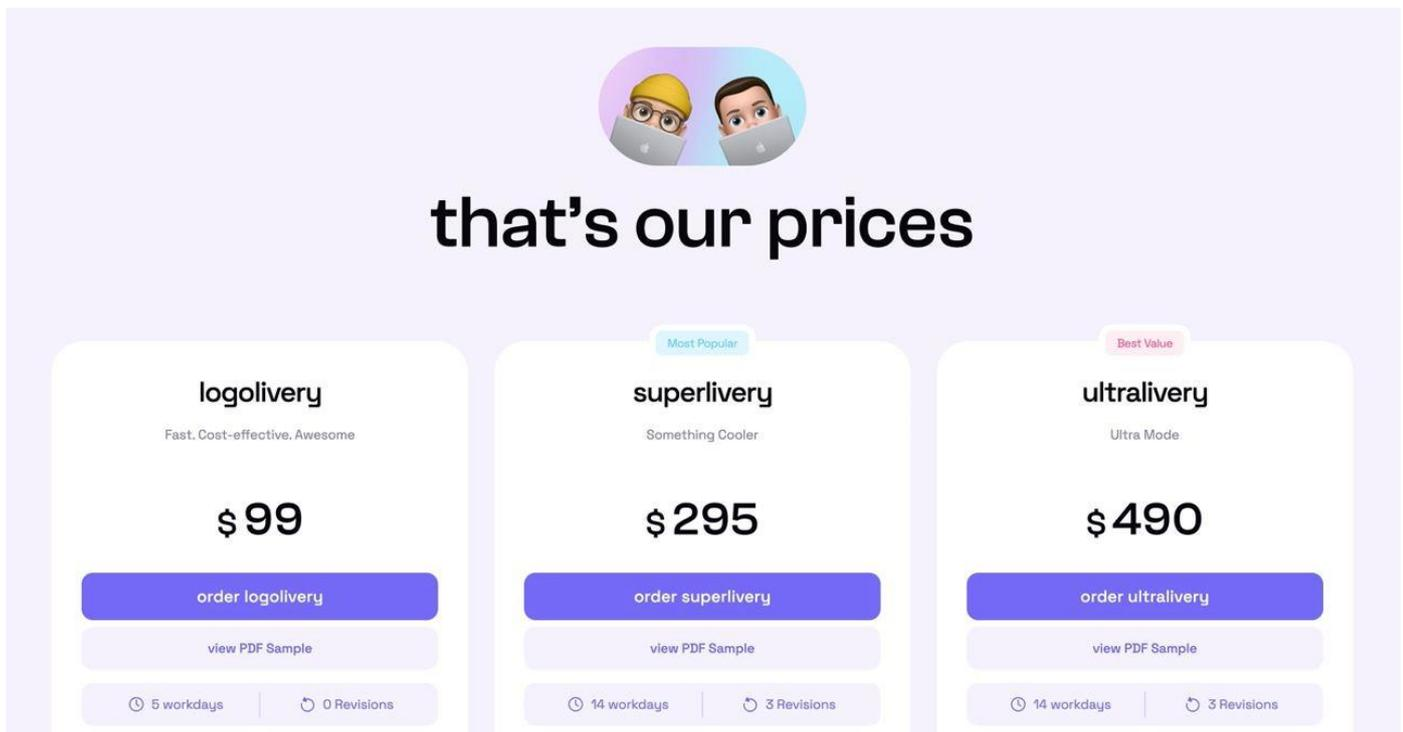 that's our prices
Most Popular
Best Value
logolivery
superlivery
ultralivery
Fast. Cost-effective. Awesome
Something Cooler
Ultra Mode
$ 99
$ 295
$ 490
order logolivery
order superlivery
order ultralivery
view PDF Sample
view PDF Sample
view PDF Sample
5 workdays
0 Revisions
14 workdays
3 Revisions
14 workdays
3 Revisions